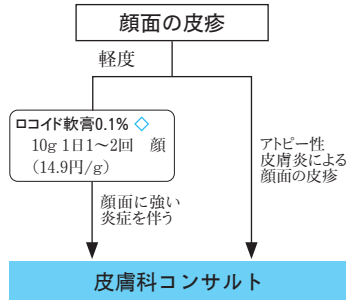 顔面の皮疹
軽度
ロコイド軟膏0.1% ◇
10g 1日1〜2回 顔
(14.9円/g)
アトピー性
皮膚炎による
顔面の皮疹
顔面に強い
炎症を伴う
皮膚科コンサルト